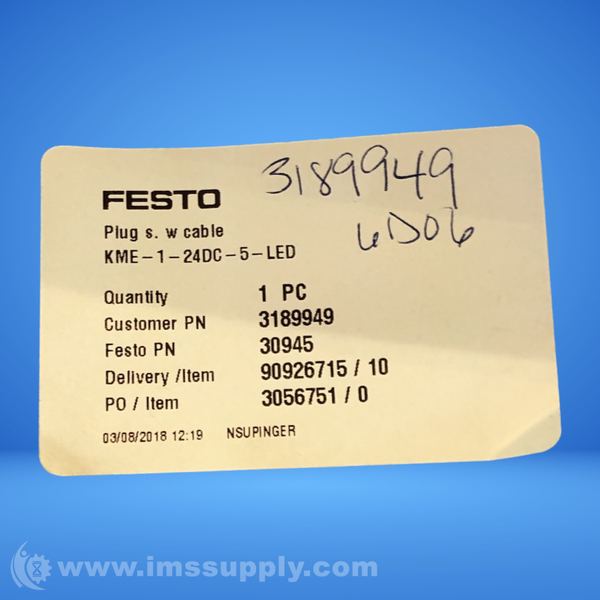 FESTO 3189949
Plug s. w cable 6D06
KME-1-24DC-5-LED
Quantity 1 PC
Customer PN 3189949
Festo PN 30945
Delivery /Item 90926715 / 10
PO / Item 3056751 / 0
03/08/2018 12:19 NSUPINGER
www.imssupply.com